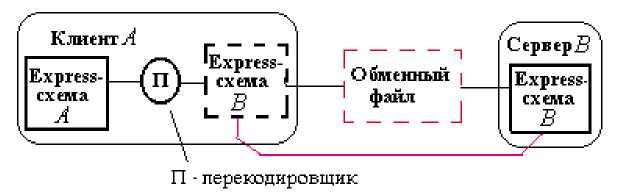 Клиент A
Express-
схема
A
П
Express-
схема
B
Обменный
файл
Сервер B
Express-
схема
B
П - перекодировщик